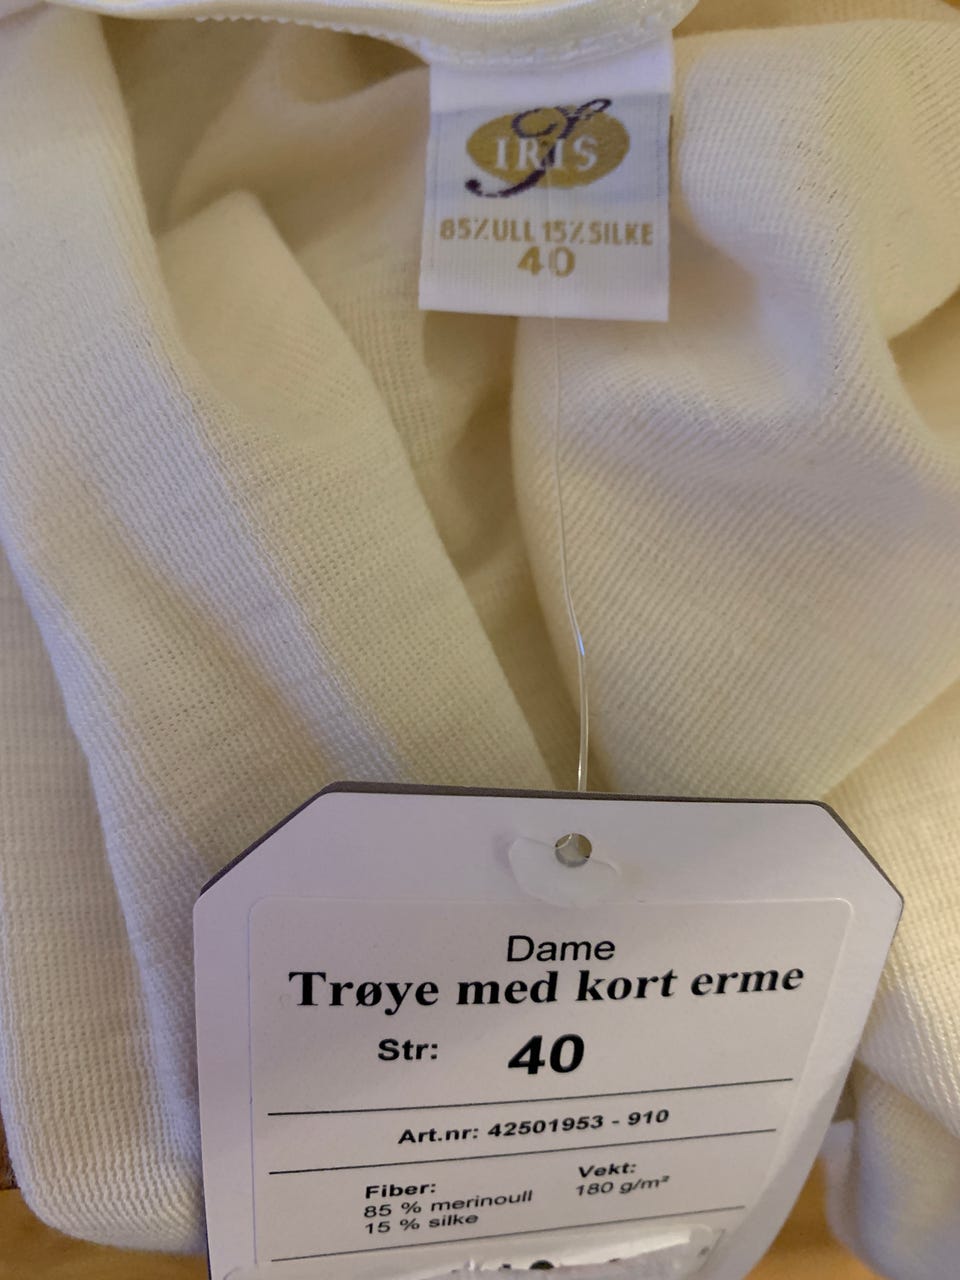 IRIS
85% ULL 15% SILKE
40
Dame
Trøye med kort erme
Str: 40
Art.nr: 42501953 - 910
Fiber: Vekt:
85 % merinoull 180 g/m²
15 % silke